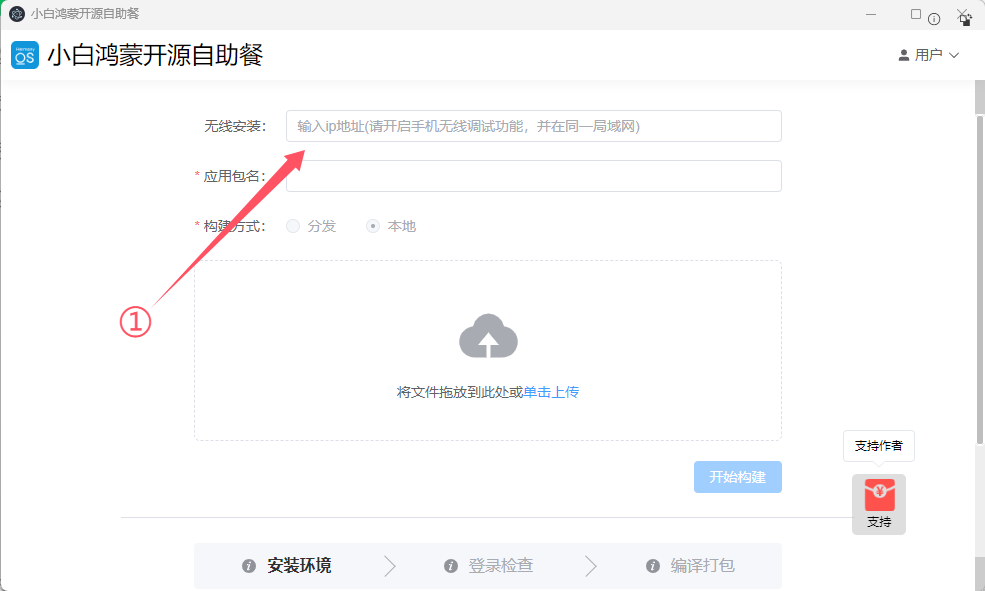 小白鸿蒙开源自助餐
Harmony
OS
小白鸿蒙开源自助餐
用户
无线安装：
输入ip地址(请开启手机无线调试功能，并在同一局域网)
* 应用包名：
* 构建方式：
分发
本地
①
将文件拖放到此处或单击上传
支持作者
开始构建
¥
支持
安装环境
登录检查
编译打包